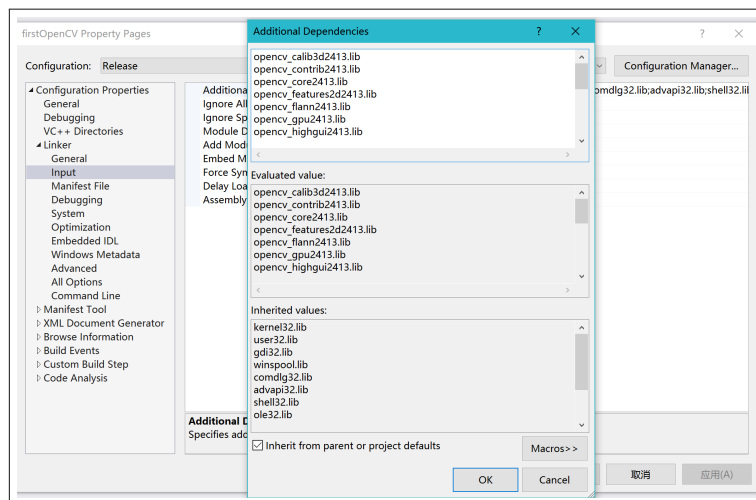 firstOpenCV Property Pages
? ×
Configuration: Release
Configuration Manager...
Configuration Properties
General
Debugging
VC++ Directories
Linker
General
Input
Manifest File
Debugging
System
Optimization
Embedded IDL
Windows Metadata
Advanced
All Options
Command Line
Manifest Tool
XML Document Generator
Browse Information
Build Events
Custom Build Step
Code Analysis
Additiona
Ignore All
Ignore Sp
Module D
Add Modu
Embed M
Force Sym
Delay Loa
Assembly
omdlg32.lib;advapi32.lib;shell32.lil
Additional D
Specifies add
Additional Dependencies
? ×
opencv_calib3d2413.lib
opencv_contrib2413.lib
opencv_core2413.lib
opencv_features2d2413.lib
opencv_flann2413.lib
opencv_gpu2413.lib
opencv_highgui2413.lib
Evaluated value:
opencv_calib3d2413.lib
opencv_contrib2413.lib
opencv_core2413.lib
opencv_features2d2413.lib
opencv_flann2413.lib
opencv_gpu2413.lib
opencv_highgui2413.lib
Inherited values:
kernel32.lib
user32.lib
gdi32.lib
winspool.lib
comdlg32.lib
advapi32.lib
shell32.lib
ole32.lib
Inherit from parent or project defaults
Macros>>
OK
Cancel
取消
应用(A)